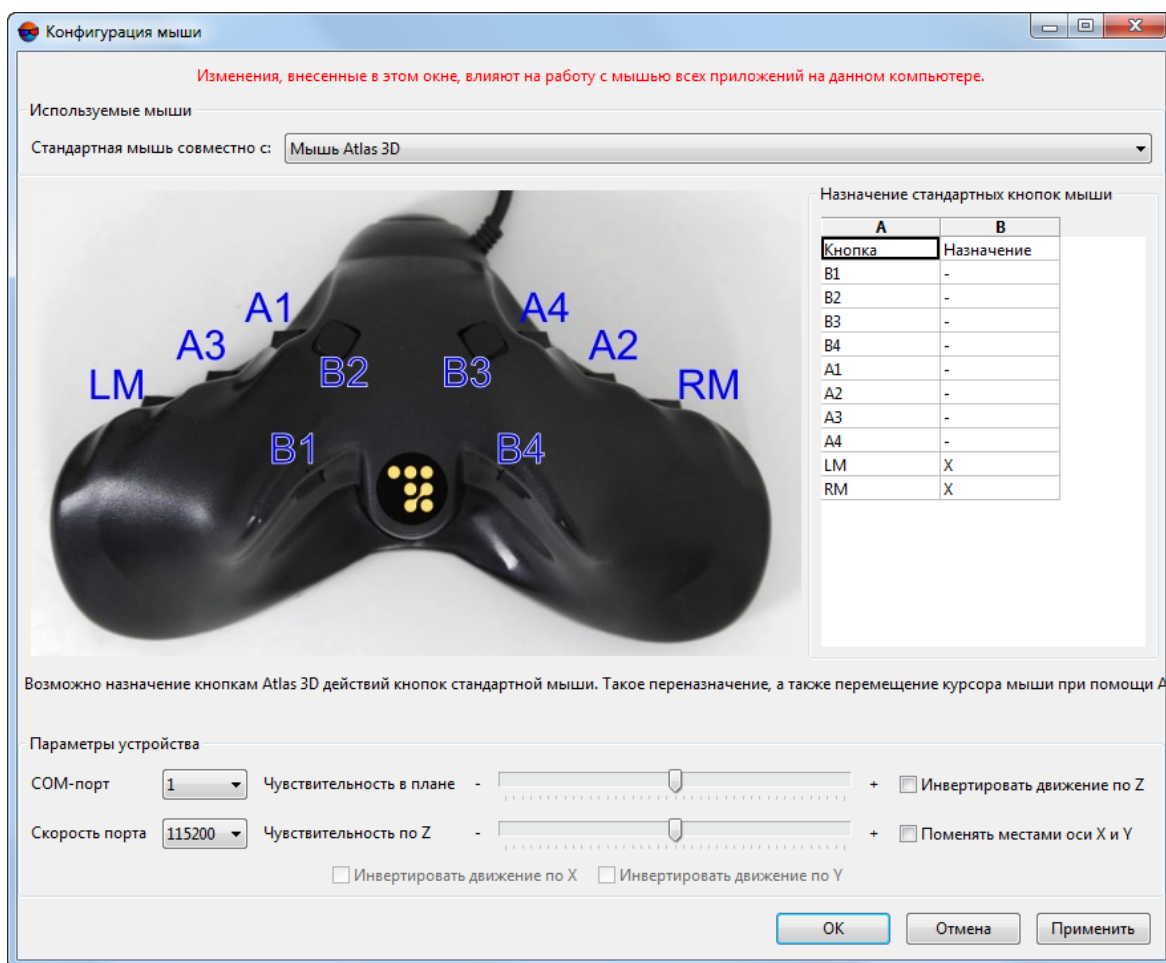 Конфигурация мыши
Изменения, внесенные в этом окне, влияют на работу с мышью всех приложений на данном компьютере.
Используемые мыши
Стандартная мышь совместно с: Мышь Atlas 3D
Назначение стандартных кнопок мыши
A B
Кнопка Назначение
B1 -
B2 -
B3 -
B4 -
A1 -
A2 -
A3 -
A4 -
LM X
RM X
A1 A4
A3 A2
B2 B3
LM RM
B1 B4
Возможно назначение кнопкам Atlas 3D действий кнопок стандартной мыши. Такое переназначение, а также перемещение курсора мыши при помощи A
Параметры устройства
COM-порт 1 Чувствительность в плане - + Инвертировать движение по Z
Скорость порта 115200 Чувствительность по Z - + Поменять местами оси X и Y
Инвертировать движение по X Инвертировать движение по Y
OK Отмена Применить